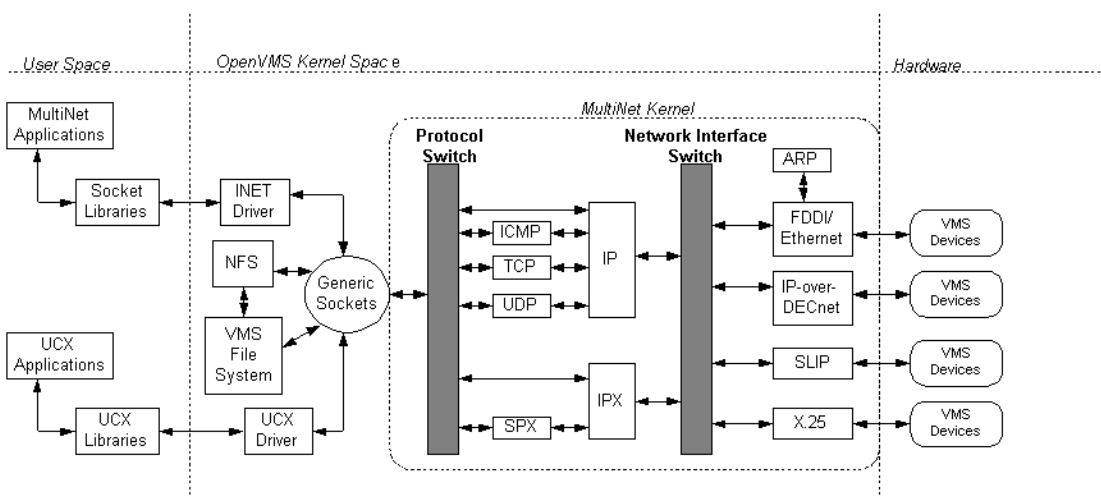 User Space
OpenVMS Kernel Space
Hardware
MultiNet Kernel
MultiNet
Applications
Socket
Libraries
INET
Driver
NFS
VMS
File
System
Generic
Sockets
UCX
Applications
UCX
Libraries
UCX
Driver
Protocol
Switch
ICMP
TCP
UDP
IP
SPX
IPX
Network Interface
Switch
ARP
FDDI/
Ethernet
IP-over-
DECnet
SLIP
X.25
VMS
Devices
VMS
Devices
VMS
Devices
VMS
Devices